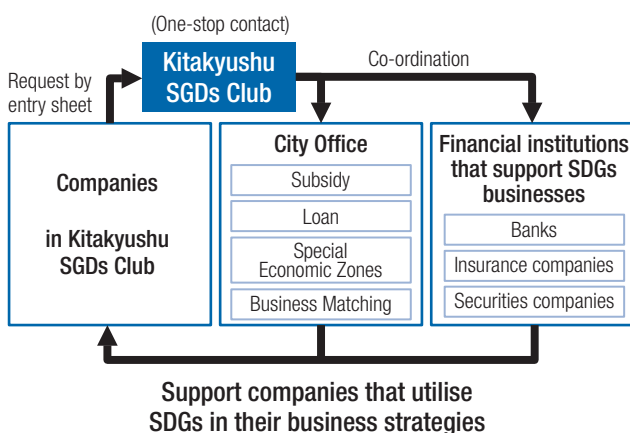 (One-stop contact)
Kitakyushu
SGDs Club
Co-ordination
Request by
entry sheet
Companies
in Kitakyushu
SGDs Club
City Office
Subsidy
Loan
Special
Economic Zones
Business Matching
Financial institutions
that support SDGs
businesses
Banks
Insurance companies
Securities companies
Support companies that utilise
SDGs in their business strategies